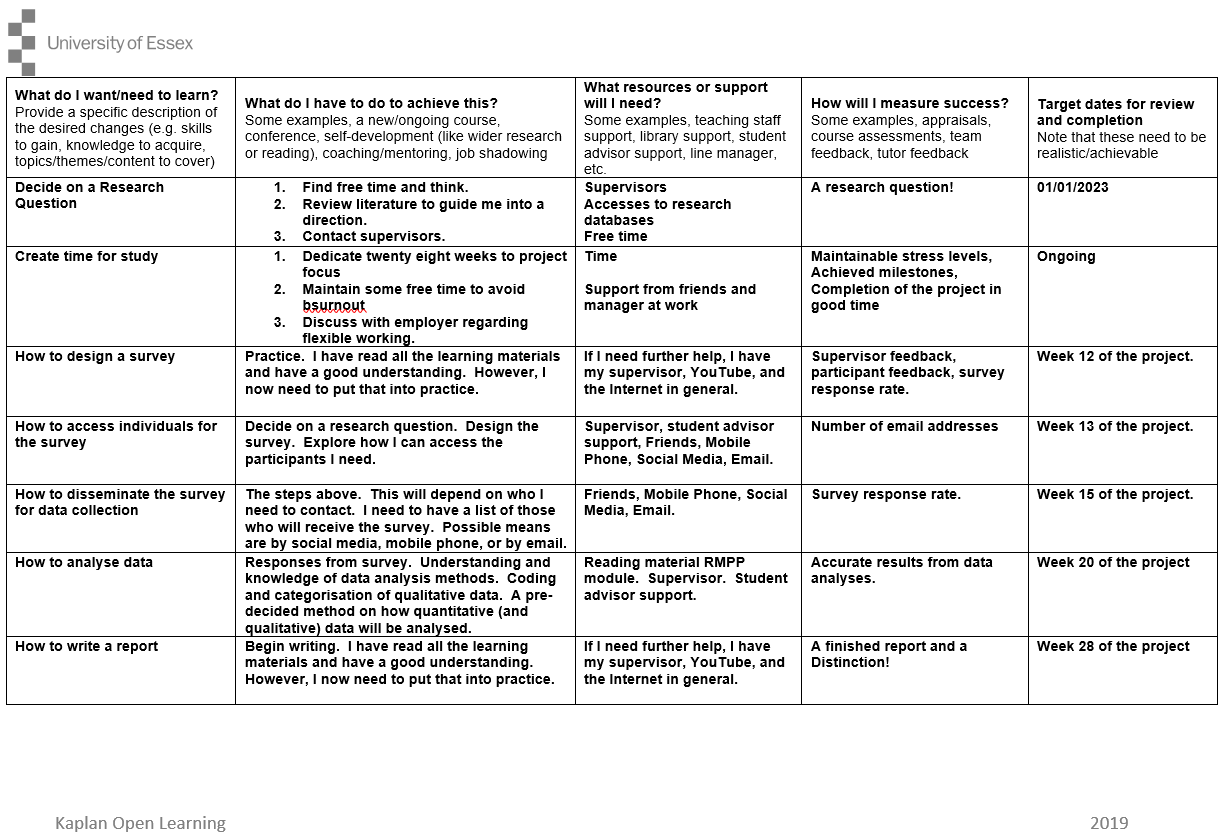 University of Essex
What do I want/need to learn?
Provide a specific description of
the desired changes (e.g. skills
to gain, knowledge to acquire,
topics/themes/content to cover)
What do I have to do to achieve this?
Some examples, a new/ongoing course,
conference, self-development (like wider research
or reading), coaching/mentoring, job shadowing
What resources or support
will I need?
Some examples, teaching staff
support, library support, student
advisor support, line manager,
etc.
How will I measure success?
Some examples, appraisals,
course assessments, team
feedback, tutor feedback
Target dates for review
and completion
Note that these need to be
realistic/achievable
Decide on a Research
Question
1. Find free time and think.
2. Review literature to guide me into a
direction.
3. Contact supervisors.
Supervisors
Accesses to research
databases
Free time
A research question!
01/01/2023
Create time for study
1. Dedicate twenty eight weeks to project
focus
2. Maintain some free time to avoid
bsurnout
3. Discuss with employer regarding
flexible working.
Time
Support from friends and
manager at work
Maintainable stress levels,
Achieved milestones,
Completion of the project in
good time
Ongoing
How to design a survey
Practice. I have read all the learning materials
and have a good understanding. However, I
now need to put that into practice.
If I need further help, I have
my supervisor, YouTube, and
the Internet in general.
Supervisor feedback,
participant feedback, survey
response rate.
Week 12 of the project.
How to access individuals for
the survey
Decide on a research question. Design the
survey. Explore how I can access the
participants I need.
Supervisor, student advisor
support, Friends, Mobile
Phone, Social Media, Email.
Number of email addresses
Week 13 of the project.
How to disseminate the survey
for data collection
The steps above. This will depend on who I
need to contact. I need to have a list of those
who will receive the survey. Possible means
are by social media, mobile phone, or by email.
Friends, Mobile Phone, Social
Media, Email.
Survey response rate.
Week 15 of the project.
How to analyse data
Responses from survey. Understanding and
knowledge of data analysis methods. Coding
and categorisation of qualitative data. A pre-
decided method on how quantitative (and
qualitative) data will be analysed.
Reading material RMPP
module. Supervisor. Student
advisor support.
Accurate results from data
analyses.
Week 20 of the project
How to write a report
Begin writing. I have read all the learning
materials and have a good understanding.
However, I now need to put that into practice.
If I need further help, I have
my supervisor, YouTube, and
the Internet in general.
A finished report and a
Distinction!
Week 28 of the project
Kaplan Open Learning
2019